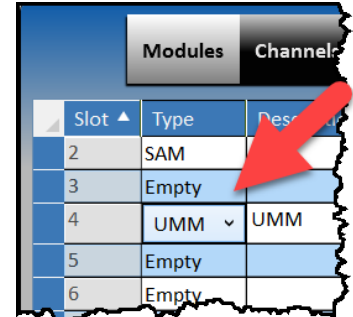 Modules Channels
Slot Type
2 SAM
3 Empty
4 UMM UMM
5 Empty
6 Empty